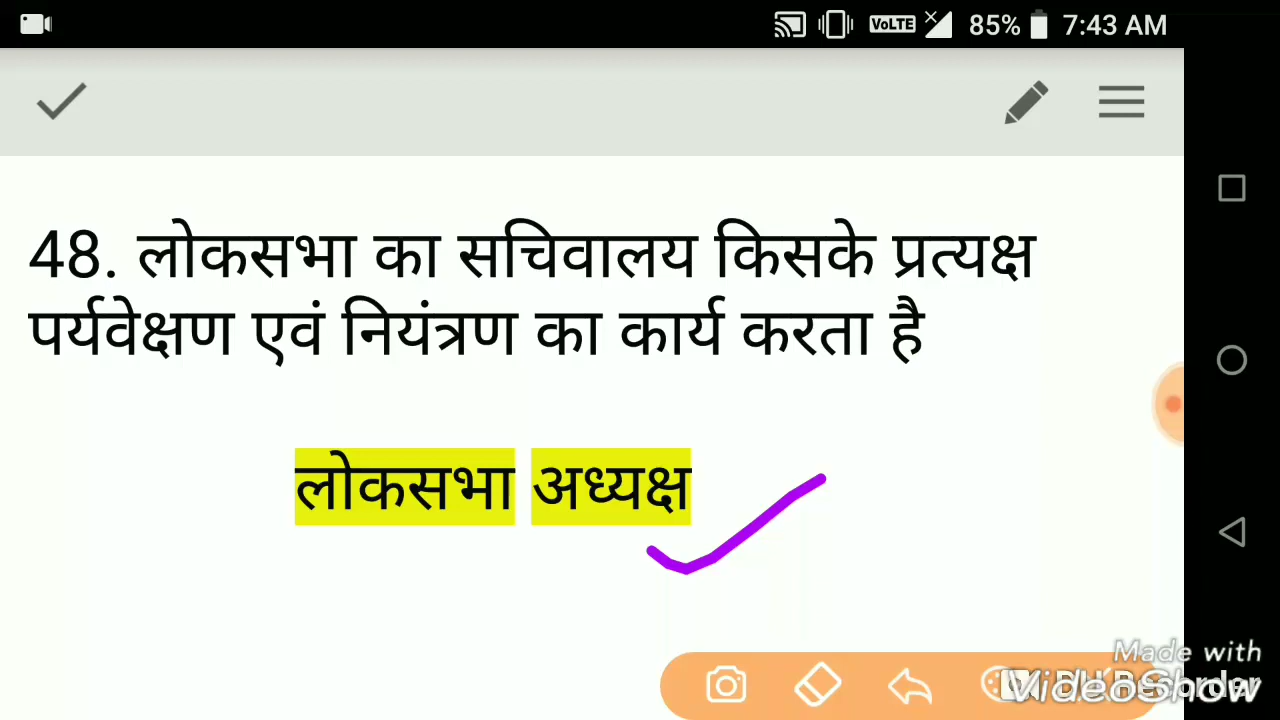 VoLTE 85% 7:43 AM
48. लोकसभा का सचिवालय किसके प्रत्यक्ष
पर्यवेक्षण एवं नियंत्रण का कार्य करता है
लोकसभा अध्यक्ष
Made with
VideoShow